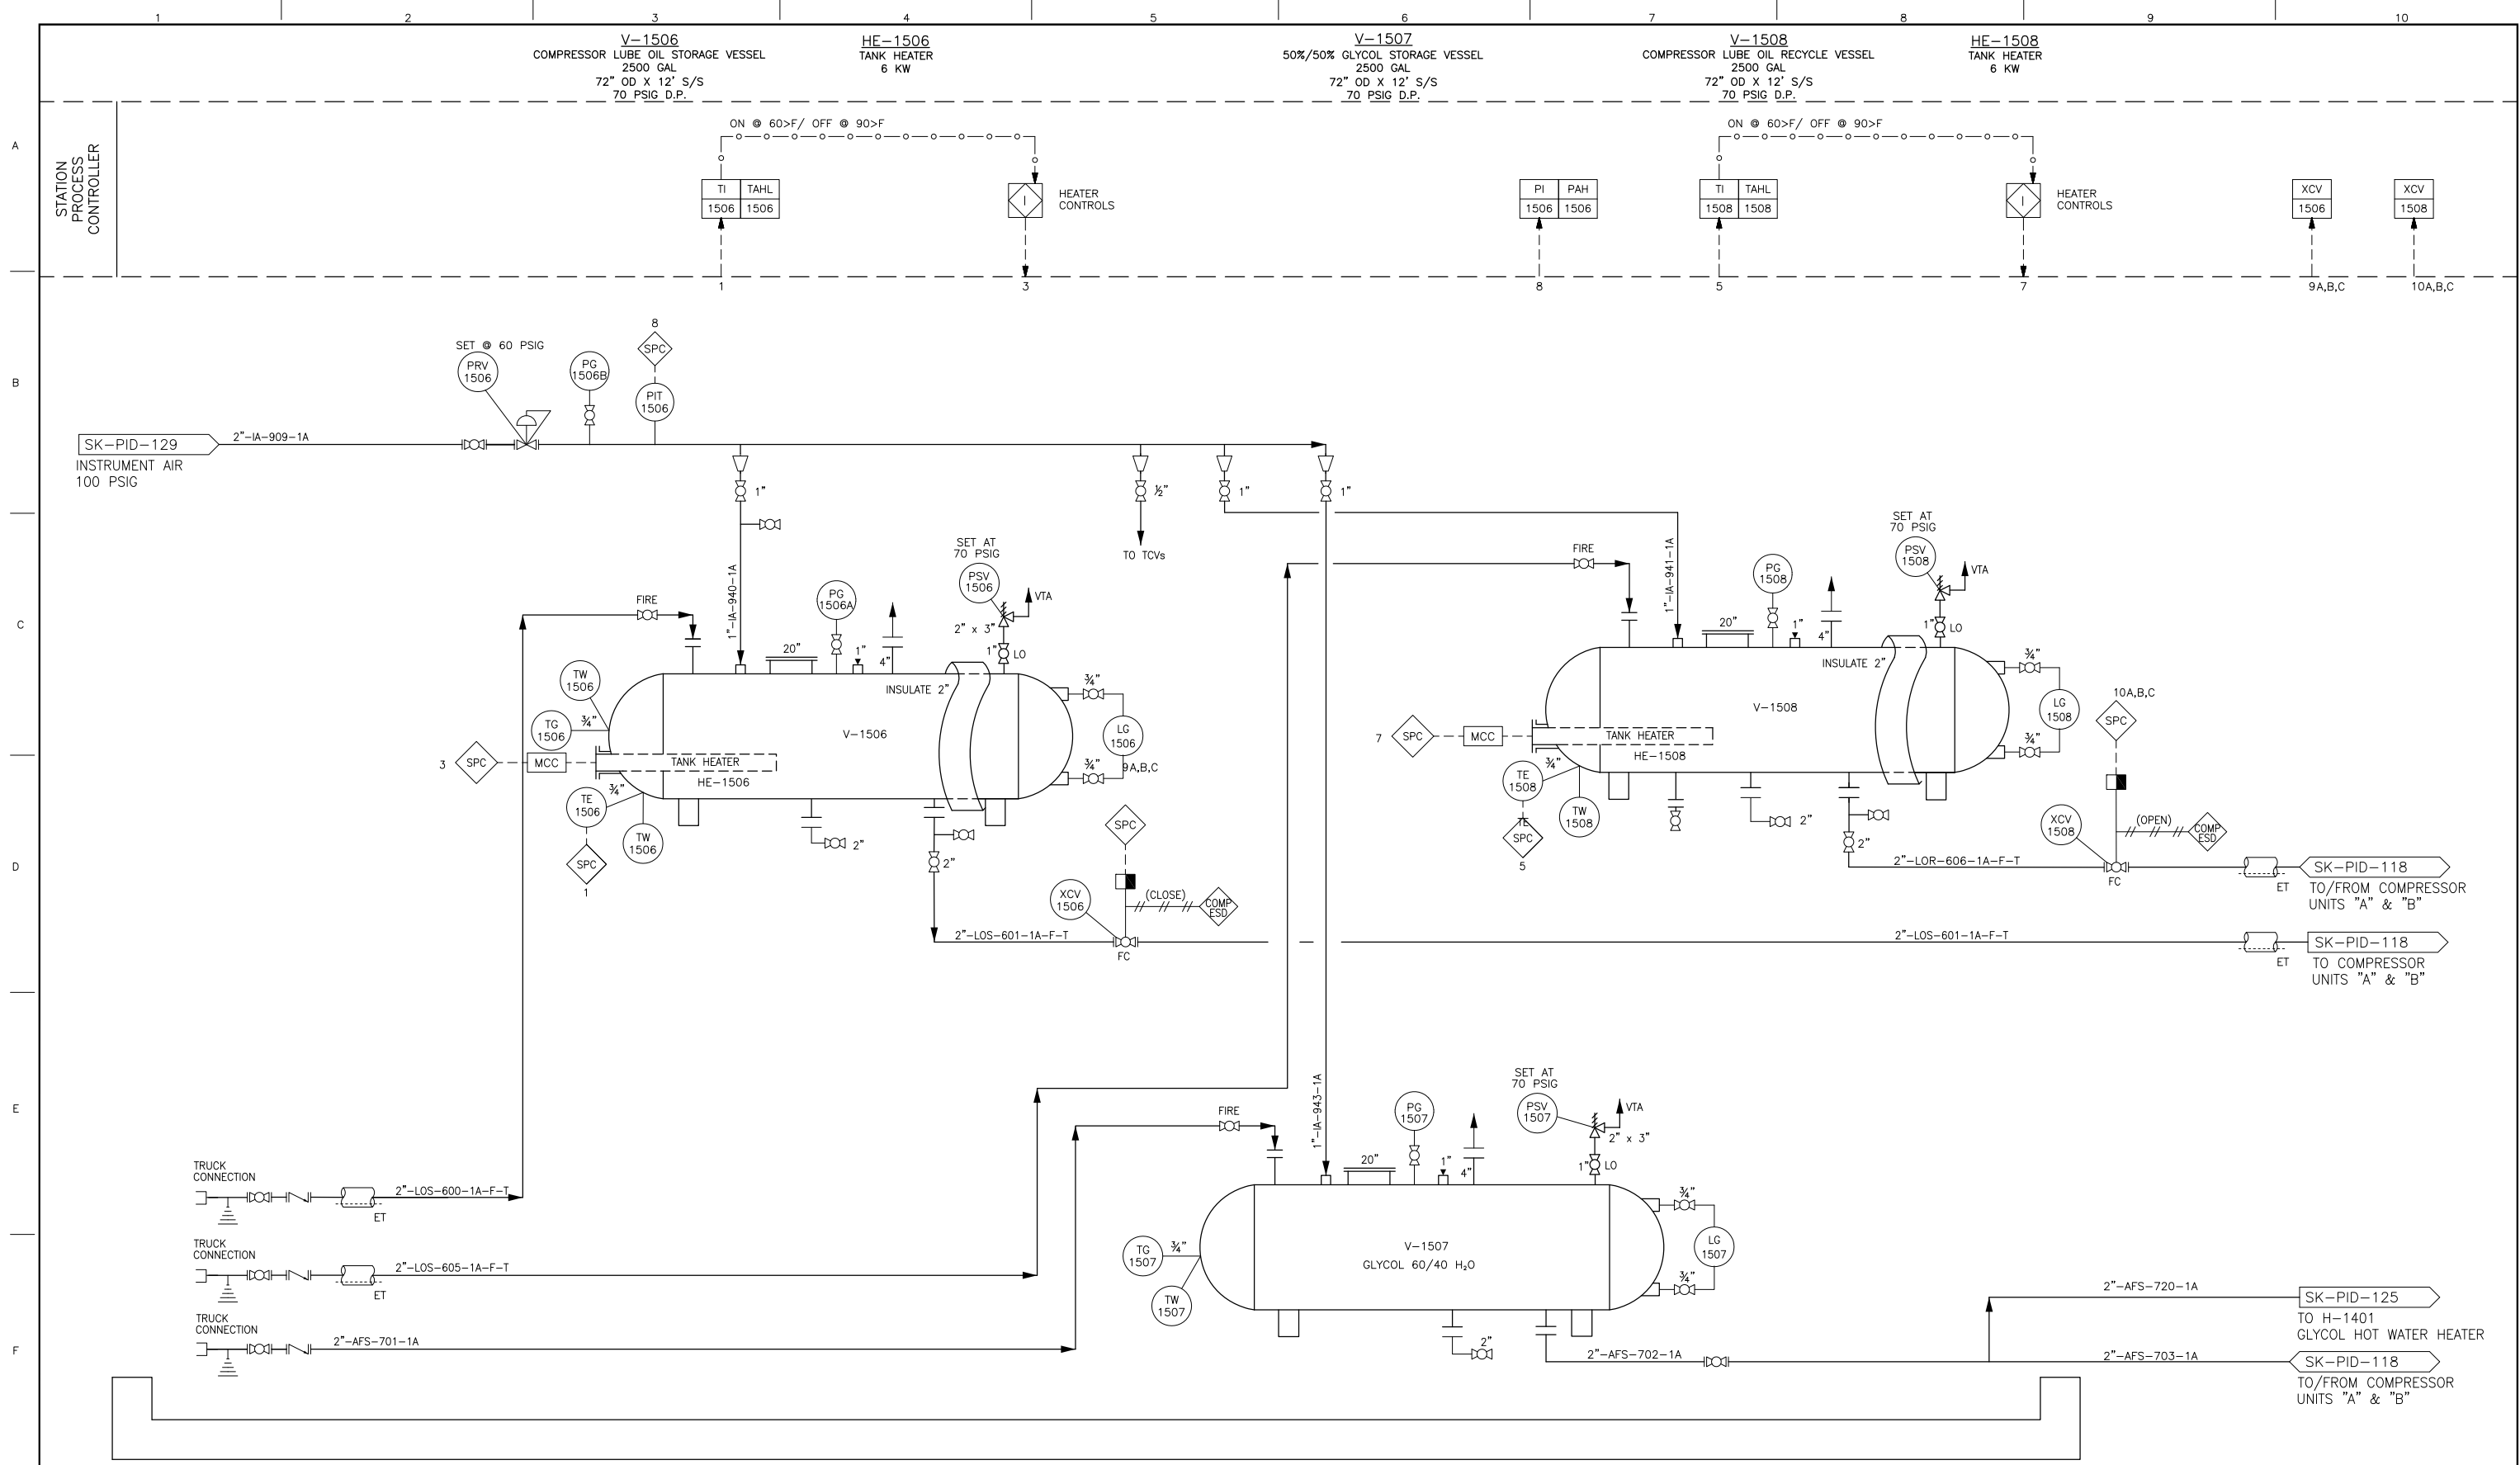 1 2 3 4 5 6 7 8 9 10
V-1506
COMPRESSOR LUBE OIL STORAGE VESSEL
2500 GAL
72" OD X 12' S/S
70 PSIG D.P.
HE-1506
TANK HEATER
6 KW
V-1507
50%/50% GLYCOL STORAGE VESSEL
2500 GAL
72" OD X 12' S/S
70 PSIG D.P.
V-1508
COMPRESSOR LUBE OIL RECYCLE VESSEL
2500 GAL
72" OD X 12' S/S
70 PSIG D.P.
HE-1508
TANK HEATER
6 KW
A
STATION
PROCESS
CONTROLLER
ON @ 60>F/ OFF @ 90>F
TI TAHL
1506 1506
I
HEATER
CONTROLS
PI PAH
1506 1506
ON @ 60>F/ OFF @ 90>F
TI TAHL
1508 1508
I
HEATER
CONTROLS
XCV
1506
XCV
1508
1
3
8
5
7
9A,B,C
10A,B,C
B
SET @ 60 PSIG
PRV
1506
PG
1506B
8
SPC
PIT
1506
SK-PID-129
2"-IA-909-1A
INSTRUMENT AIR
100 PSIG
1"
½"
1"
1"
TO TCVs
C
FIRE
1"-IA-940-1A
PG
1506A
SET AT
70 PSIG
PSV
1506
VTA
2" x 3"
1"
LO
20"
1"
4"
INSULATE 2"
TW
1506
TG
1506
¾"
V-1506
¾"
LG
1506
¾"
9A,B,C
3
SPC
MCC
TANK HEATER
HE-1506
¾"
TE
1506
TW
1506
SPC
1
2"
2"
SPC
XCV
1506
(CLOSE)
COMP
ESD
FC
2"-LOS-601-1A-F-T
FIRE
1"-IA-941-1A
PG
1508
SET AT
70 PSIG
PSV
1508
VTA
1"
LO
20"
1"
4"
INSULATE 2"
V-1508
¾"
LG
1508
¾"
7
SPC
MCC
TANK HEATER
HE-1508
¾"
TE
1508
TW
1508
TE
SPC
5
2"
2"
10A,B,C
SPC
XCV
1508
(OPEN)
COMP
ESD
FC
D
2"-LOR-606-1A-F-T
ET
SK-PID-118
TO/FROM COMPRESSOR
UNITS "A" & "B"
2"-LOS-601-1A-F-T
ET
SK-PID-118
TO COMPRESSOR
UNITS "A" & "B"
E
TRUCK
CONNECTION
2"-LOS-600-1A-F-T
ET
TRUCK
CONNECTION
2"-LOS-605-1A-F-T
ET
F
TRUCK
CONNECTION
2"-AFS-701-1A
FIRE
1"-IA-943-1A
PG
1507
SET AT
70 PSIG
PSV
1507
VTA
2" x 3"
1"
LO
20"
1"
4"
TG
1507
¾"
TW
1507
V-1507
GLYCOL 60/40 H₂O
¾"
LG
1507
¾"
2"
2"-AFS-702-1A
2"-AFS-720-1A
SK-PID-125
TO H-1401
GLYCOL HOT WATER HEATER
2"-AFS-703-1A
SK-PID-118
TO/FROM COMPRESSOR
UNITS "A" & "B"